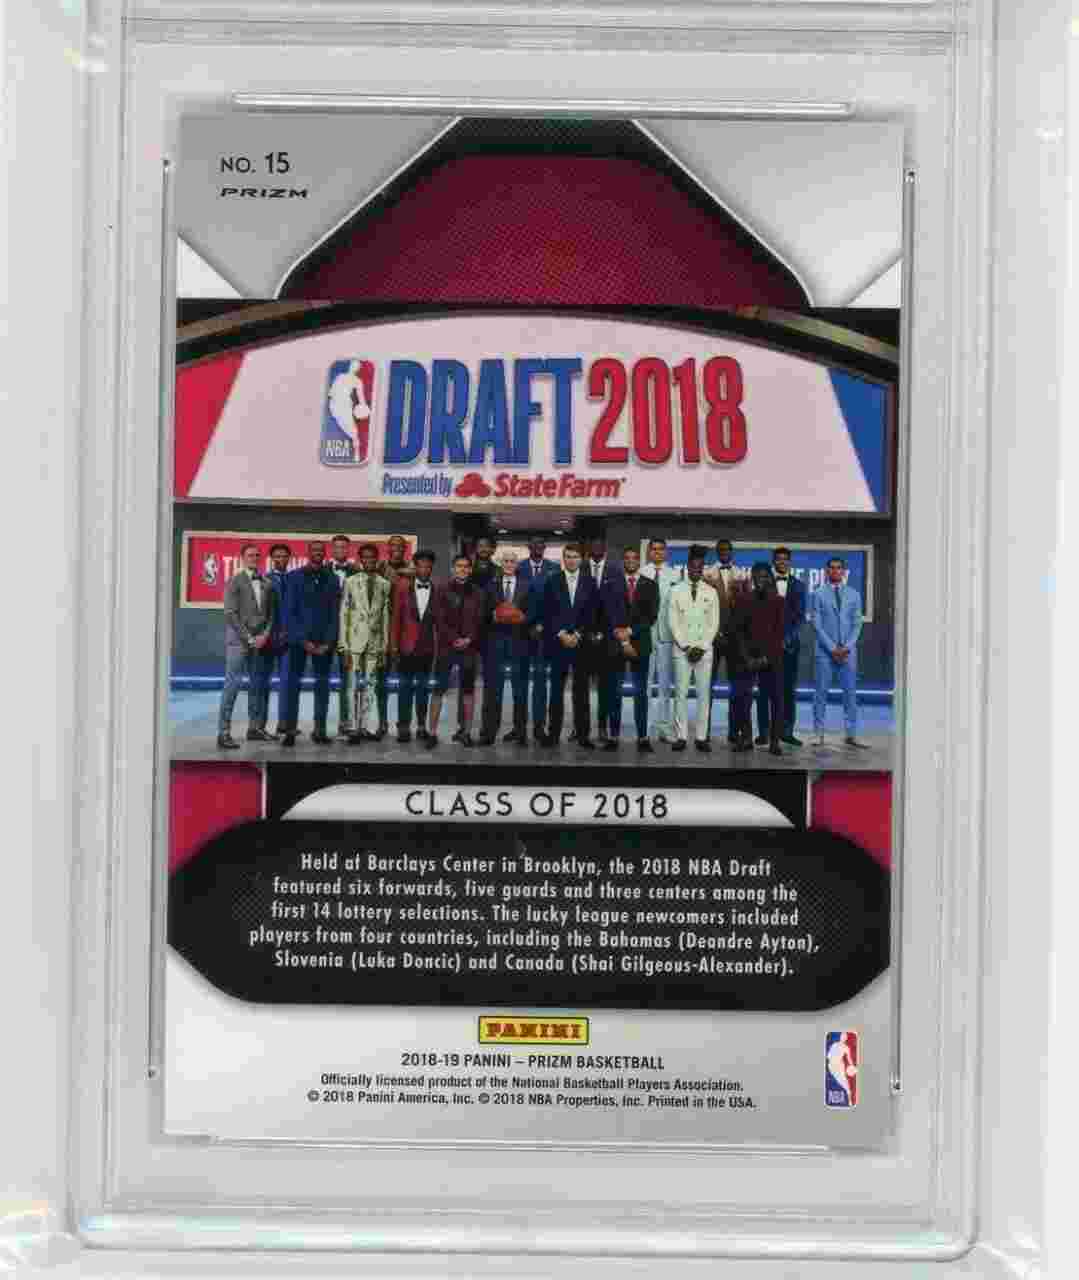 NO. 15
PRIZM
NBA DRAFT 2018
Presented by State Farm
CLASS OF 2018
Held at Barclays Center in Brooklyn, the 2018 NBA Draft
featured six forwards, five guards and three centers among the
first 14 lottery selections. The lucky league newcomers included
players from four countries, including the Bahamas (Deandre Ayton),
Slovenia (Luka Doncic) and Canada (Shai Gilgeous-Alexander).
PANINI
2018-19 PANINI – PRIZM BASKETBALL
Officially licensed product of the National Basketball Players Association.
© 2018 Panini America, Inc. © 2018 NBA Properties, Inc. Printed in the USA.
NBA